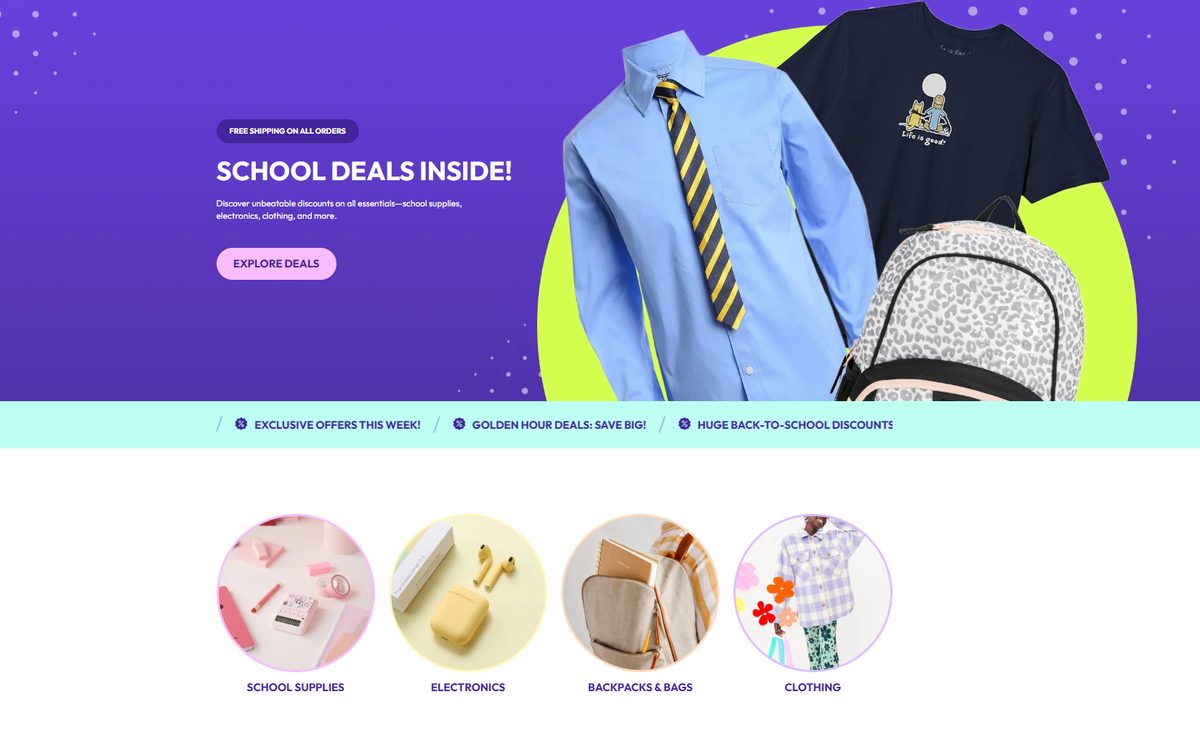 FREE SHIPPING ON ALL ORDERS
SCHOOL DEALS INSIDE!
Discover unbeatable discounts on all essentials—school supplies,
electronics, clothing, and more.
EXPLORE DEALS
Life is good
EXCLUSIVE OFFERS THIS WEEK!
GOLDEN HOUR DEALS: SAVE BIG!
HUGE BACK-TO-SCHOOL DISCOUNTS
SCHOOL SUPPLIES
ELECTRONICS
BACKPACKS & BAGS
CLOTHING